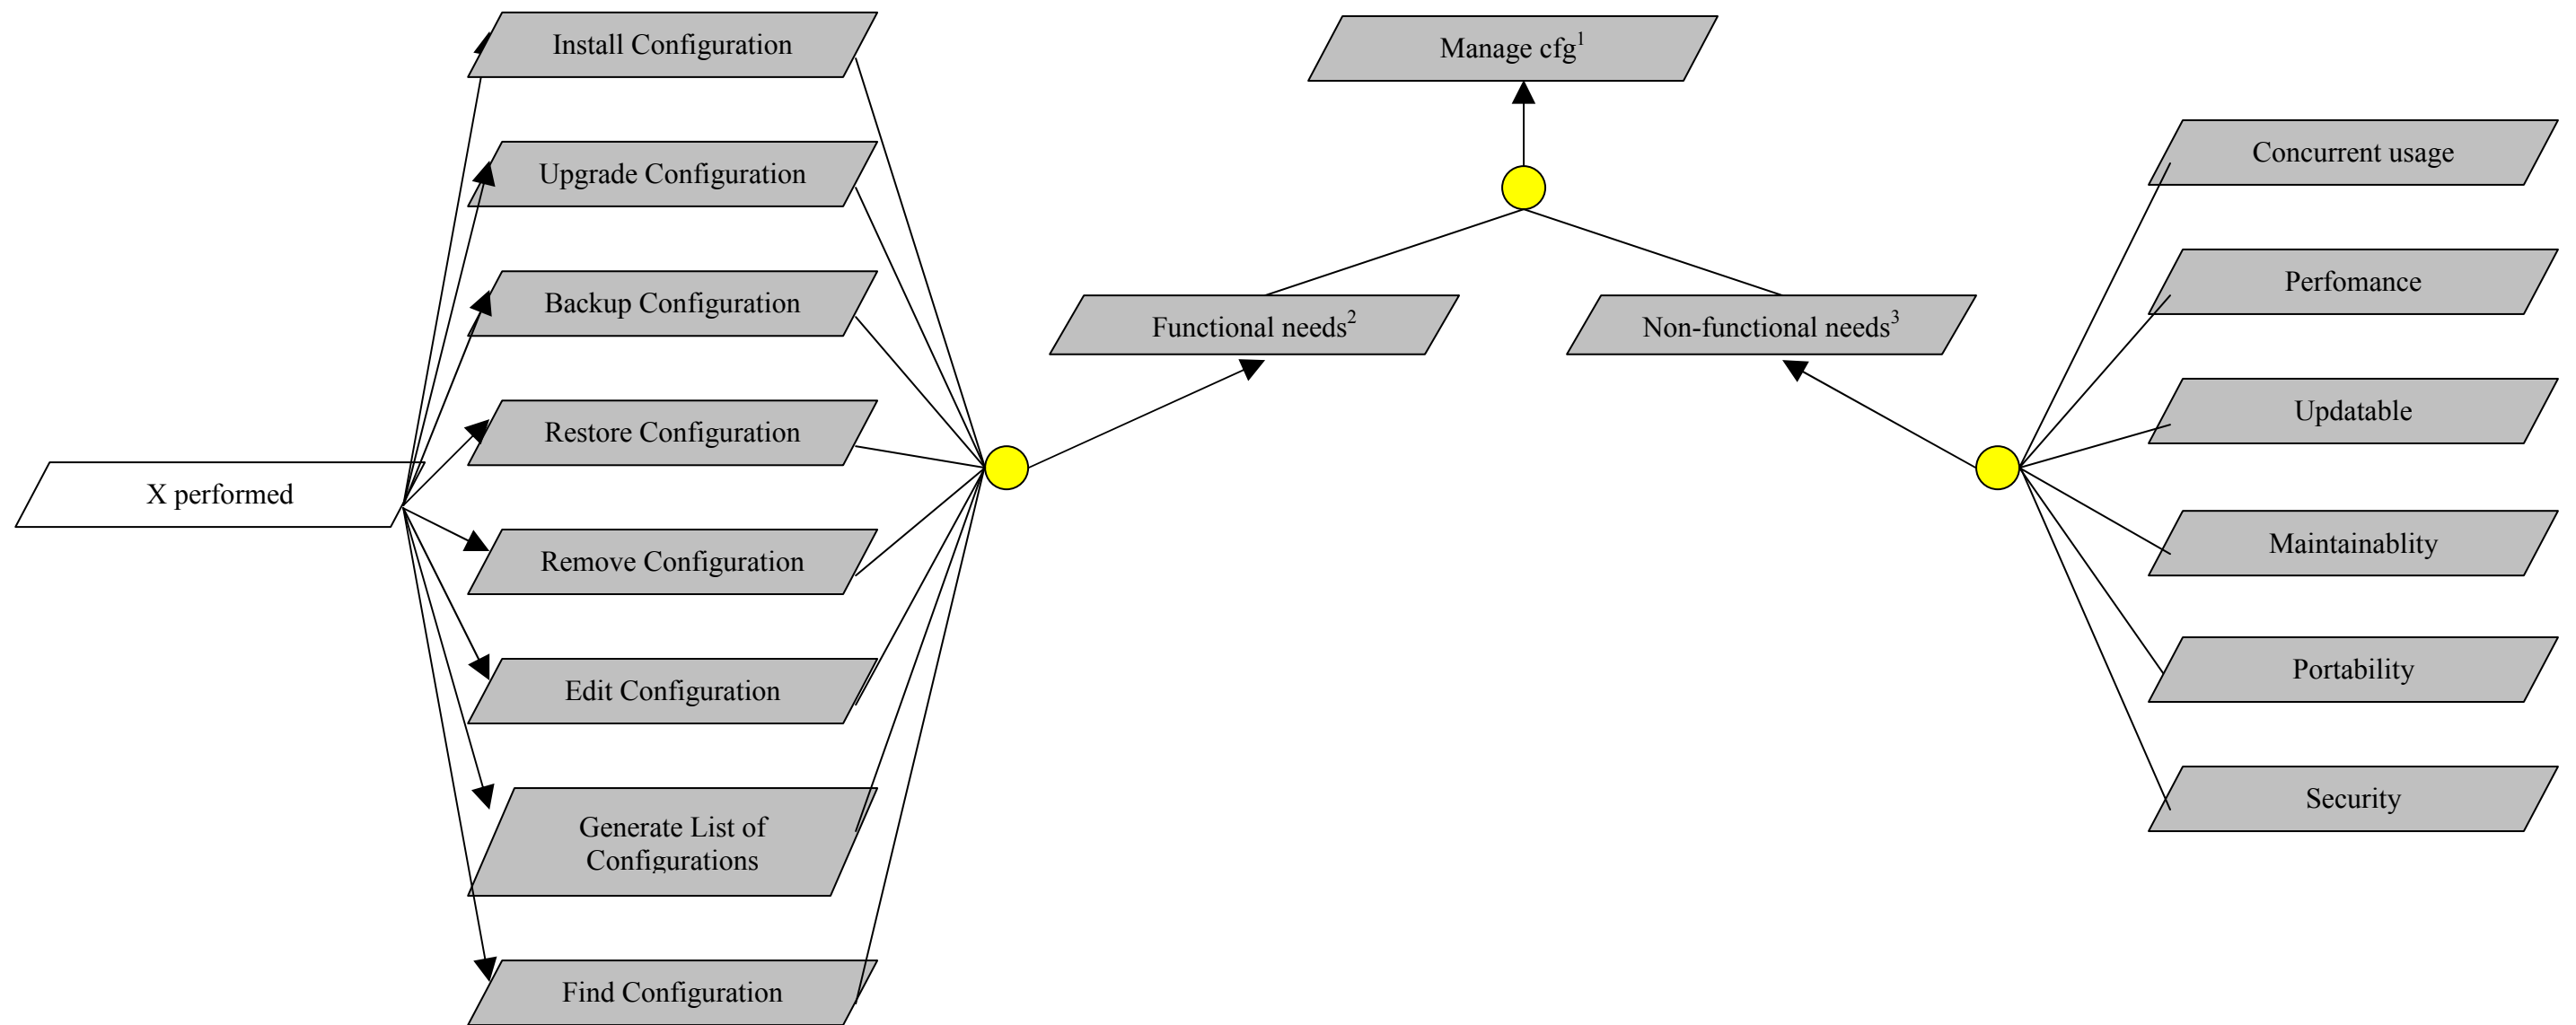 Install Configuration
Upgrade Configuration
Backup Configuration
Restore Configuration
X performed
Remove Configuration
Edit Configuration
Generate List of
Configurations
Find Configuration
Manage cfg¹
Functional needs²
Non-functional needs³
Concurrent usage
Perfomance
Updatable
Maintainablity
Portability
Security